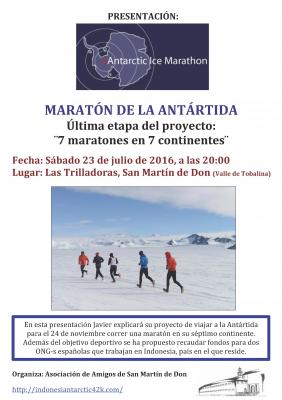 PRESENTACIÓN:
Antarctic Ice Marathon
MARATÓN DE LA ANTÁRTIDA
Última etapa del proyecto:
¨7 maratones en 7 continentes¨
Fecha: Sábado 23 de julio de 2016, a las 20:00
Lugar: Las Trilladoras, San Martín de Don (Valle de Tobalina)
En esta presentación Javier explicará su proyecto de viajar a la Antártida
para el 24 de noviembre correr una maratón en su séptimo continente.
Además del objetivo deportivo se ha propuesto recaudar fondos para dos
ONG-s españolas que trabajan en Indonesia, país en el que reside.
Organiza: Asociación de Amigos de San Martín de Don
http://indonesiantarctic42k.com/